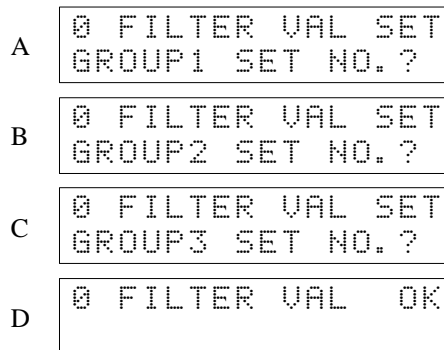 A
0 FILTER VAL SET
GROUP1 SET NO.?
B
0 FILTER VAL SET
GROUP2 SET NO.?
C
0 FILTER VAL SET
GROUP3 SET NO.?
D
0 FILTER VAL OK